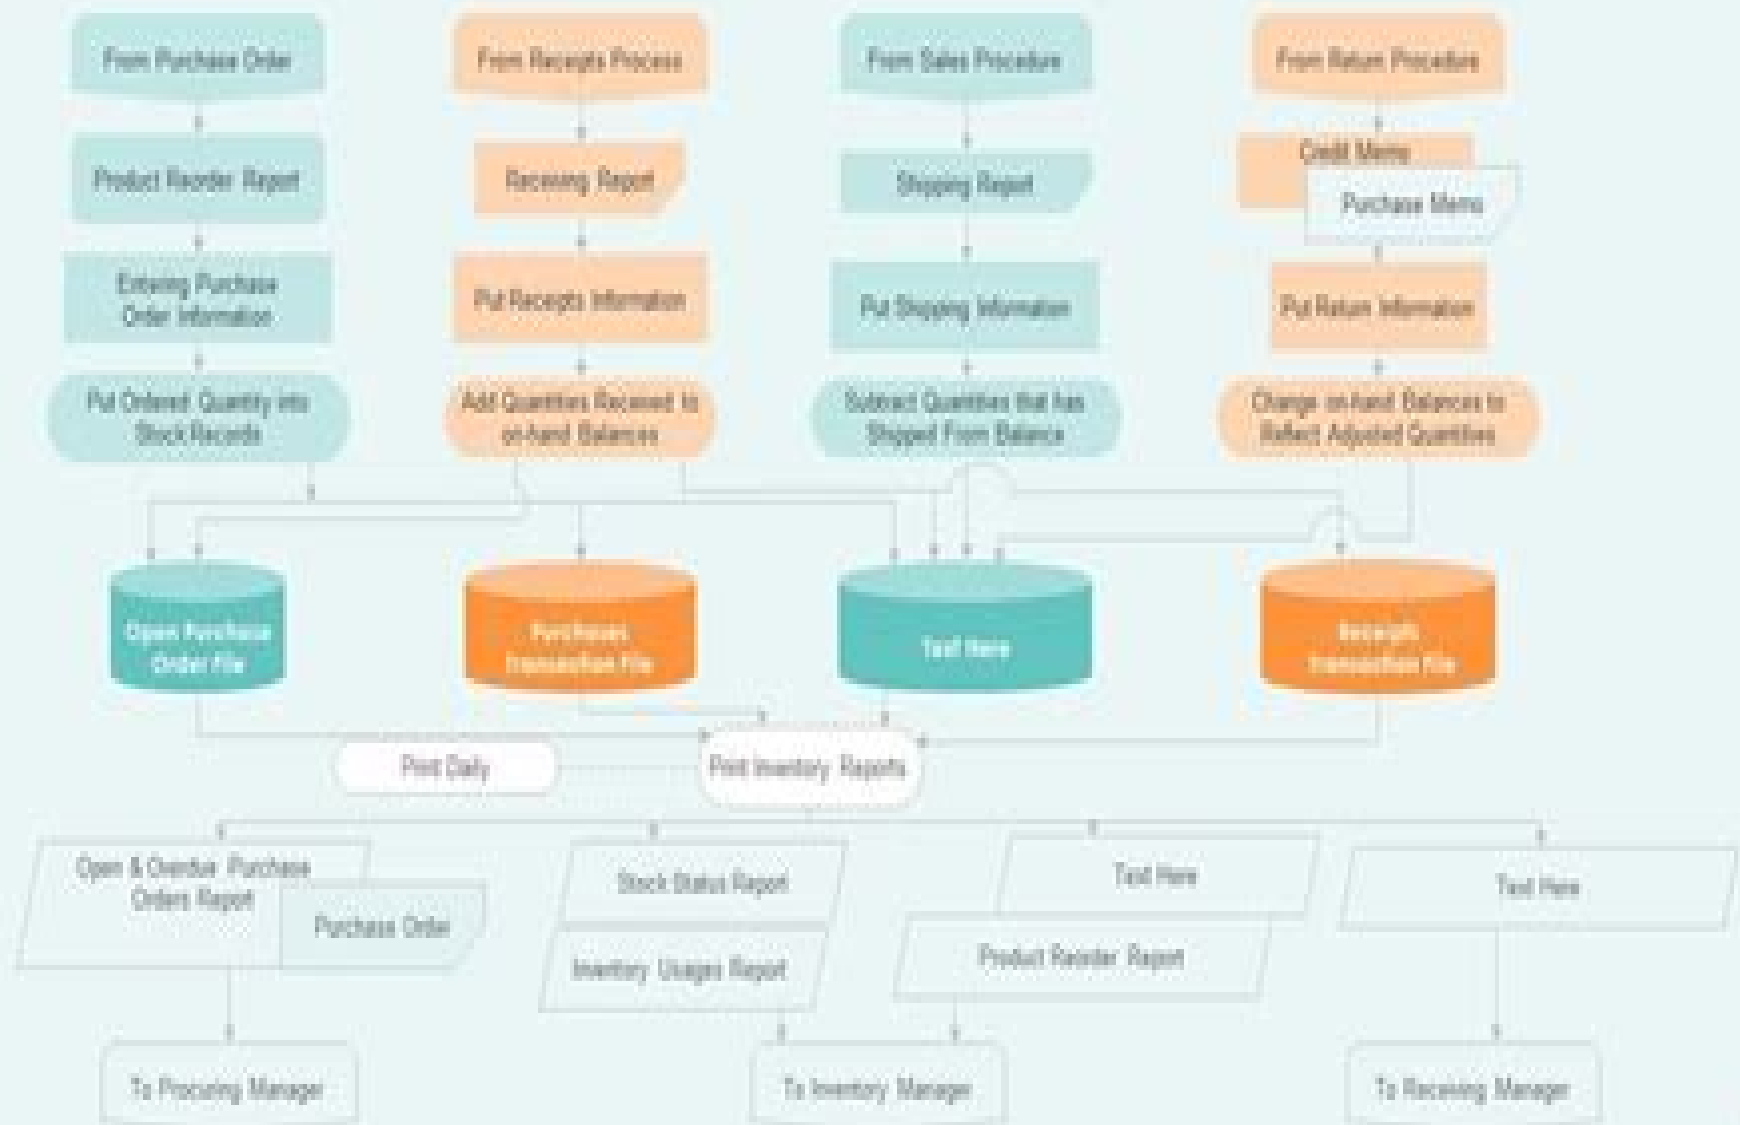 From Purchase Order
From Receipts Process
From Sales Procedure
From Return Procedure
Product Reorder Report
Receiving Report
Shipping Report
Credit Memo
Purchase Memo
Entering Purchase
Order Information
Put Receipts Information
Put Shipping Information
Put Return Information
Put Ordered Quantity into
Stock Records
Add Quantities Received to
on-hand Balances
Subtract Quantities that has
Shipped From Balance
Change on-hand Balances to
Reflect Adjusted Quantities
Open Purchase
Order File
Purchases
Transaction File
Text Here
Receipts
Transaction File
Print Daily
Print Inventory Reports
Open & Overdue Purchase
Orders Report
Purchase Order
Stock Status Report
Inventory Usages Report
Text Here
Product Reorder Report
Text Here
To Procuring Manager
To Inventory Manager
To Receiving Manager